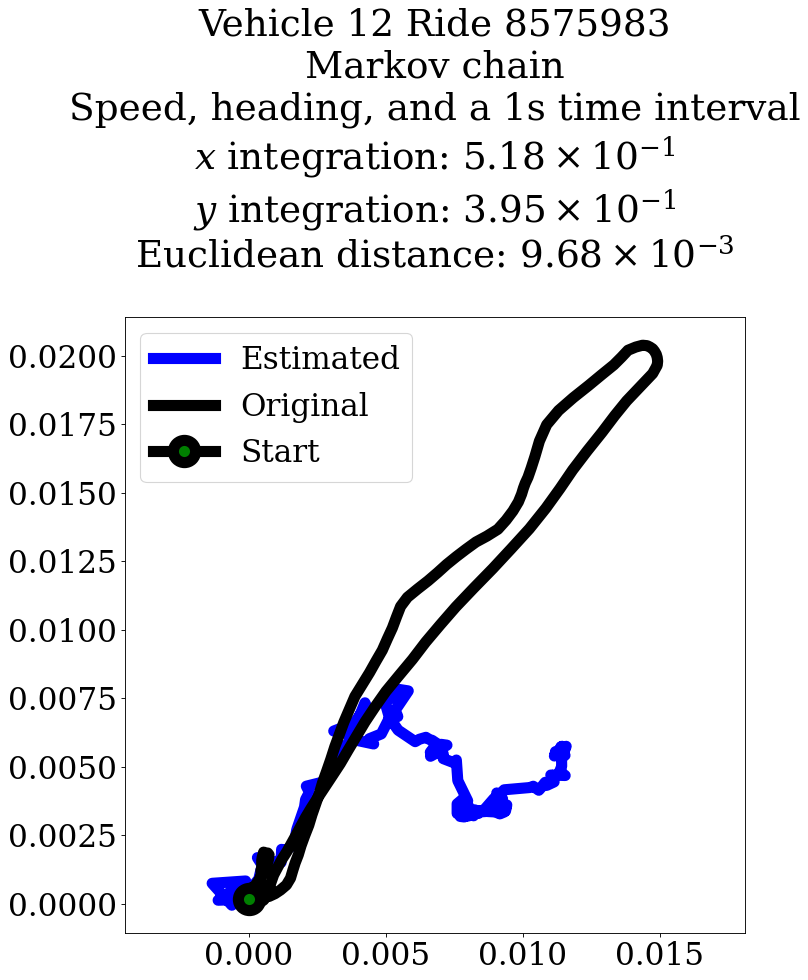 Vehicle 12 Ride 8575983
Markov chain
Speed, heading, and a 1s time interval
x integration: 5.18 × 10⁻¹
y integration: 3.95 × 10⁻¹
Euclidean distance: 9.68 × 10⁻³
Estimated
Original
Start
0.0200
0.0175
0.0150
0.0125
0.0100
0.0075
0.0050
0.0025
0.0000
0.000 0.005 0.010 0.015